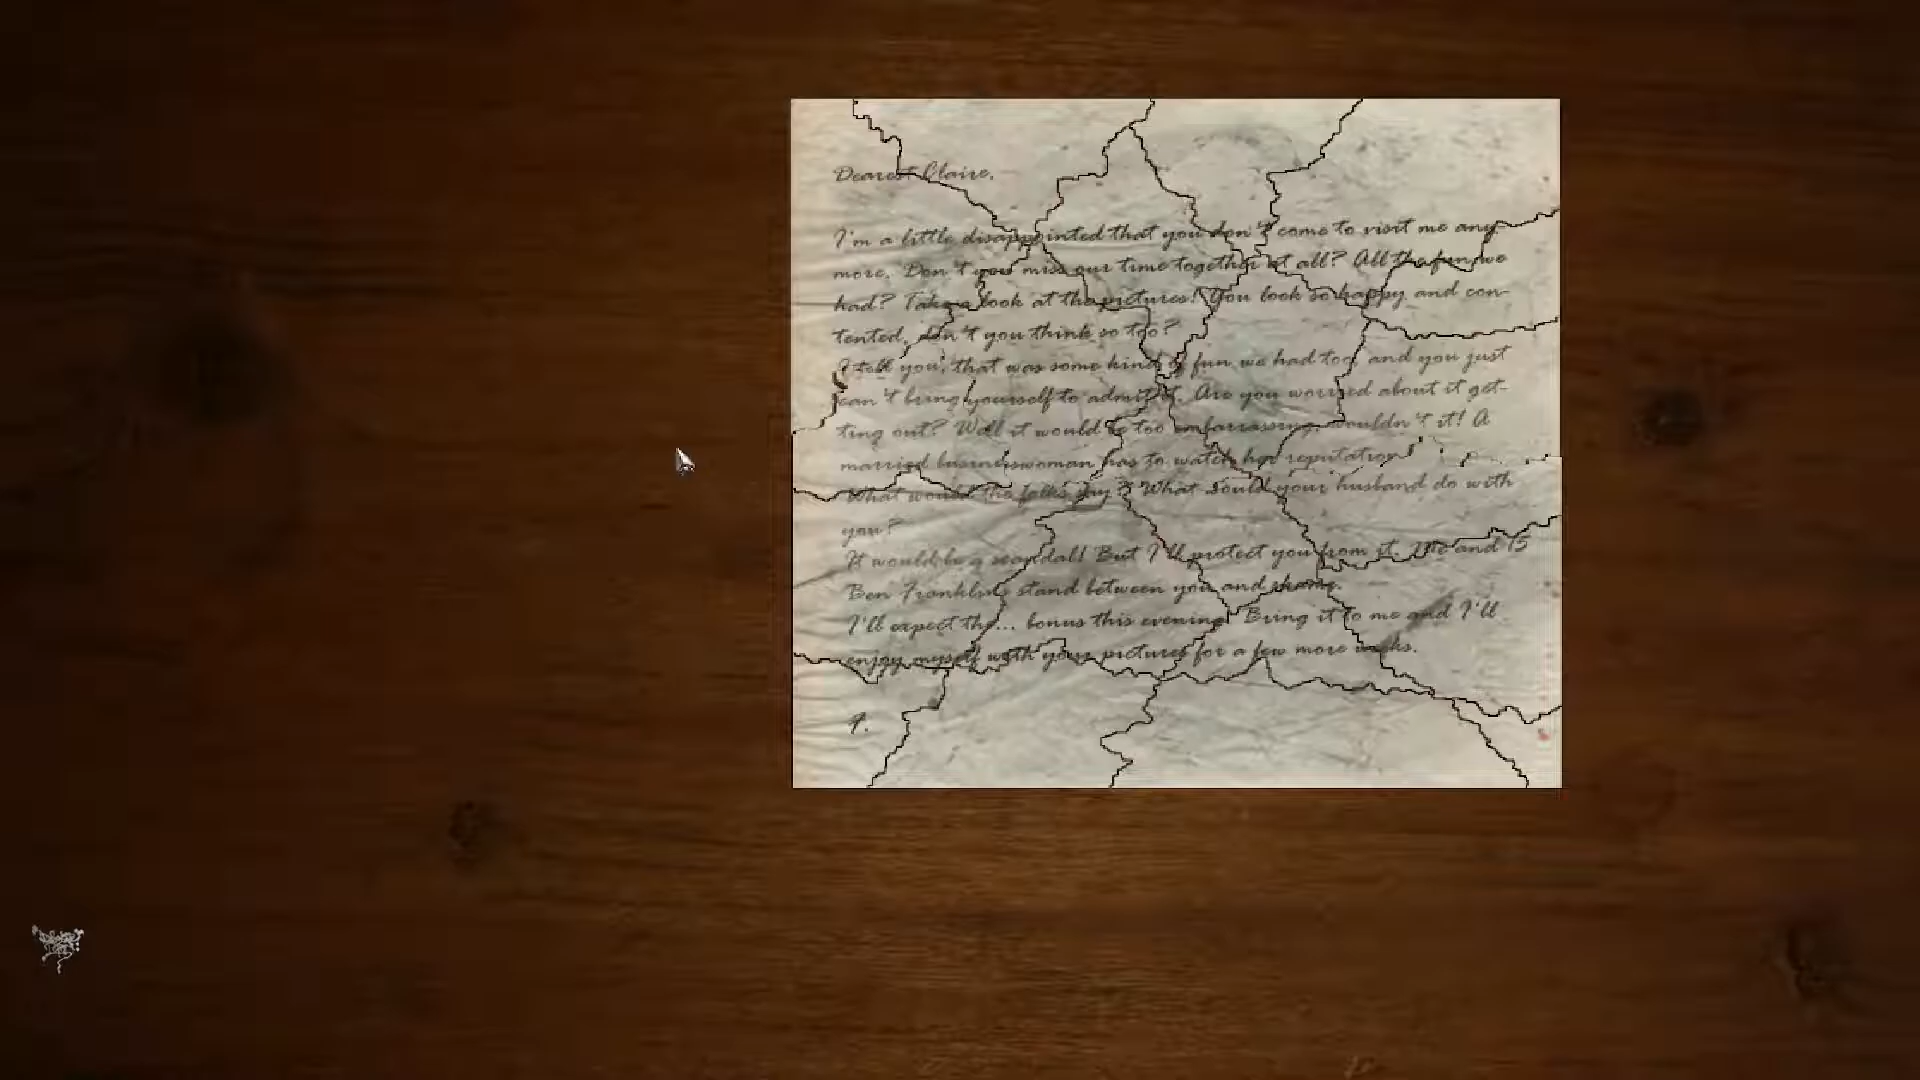 Dearest Claire,
I'm a little disappointed that you don't come to visit me any-
more. Don't you miss our time together at all? All the fun we
had? Take a look at the pictures! You look so happy and con-
tented, don't you think so too?
I tell you, that was some kind of fun we had too, and you just
can't bring yourself to admit it. Are you worried about it get-
ting out? Well it would be too embarrassing, wouldn't it! A
married businesswoman has to watch her reputation!
What would the folks say? What would your husband do with
you?
It would be a scandal! But I'll protect you from it. Me and 15
Ben Franklins stand between you and shame.
I'll expect the... bonus this evening. Bring it to me and I'll
enjoy myself with your pictures for a few more weeks.